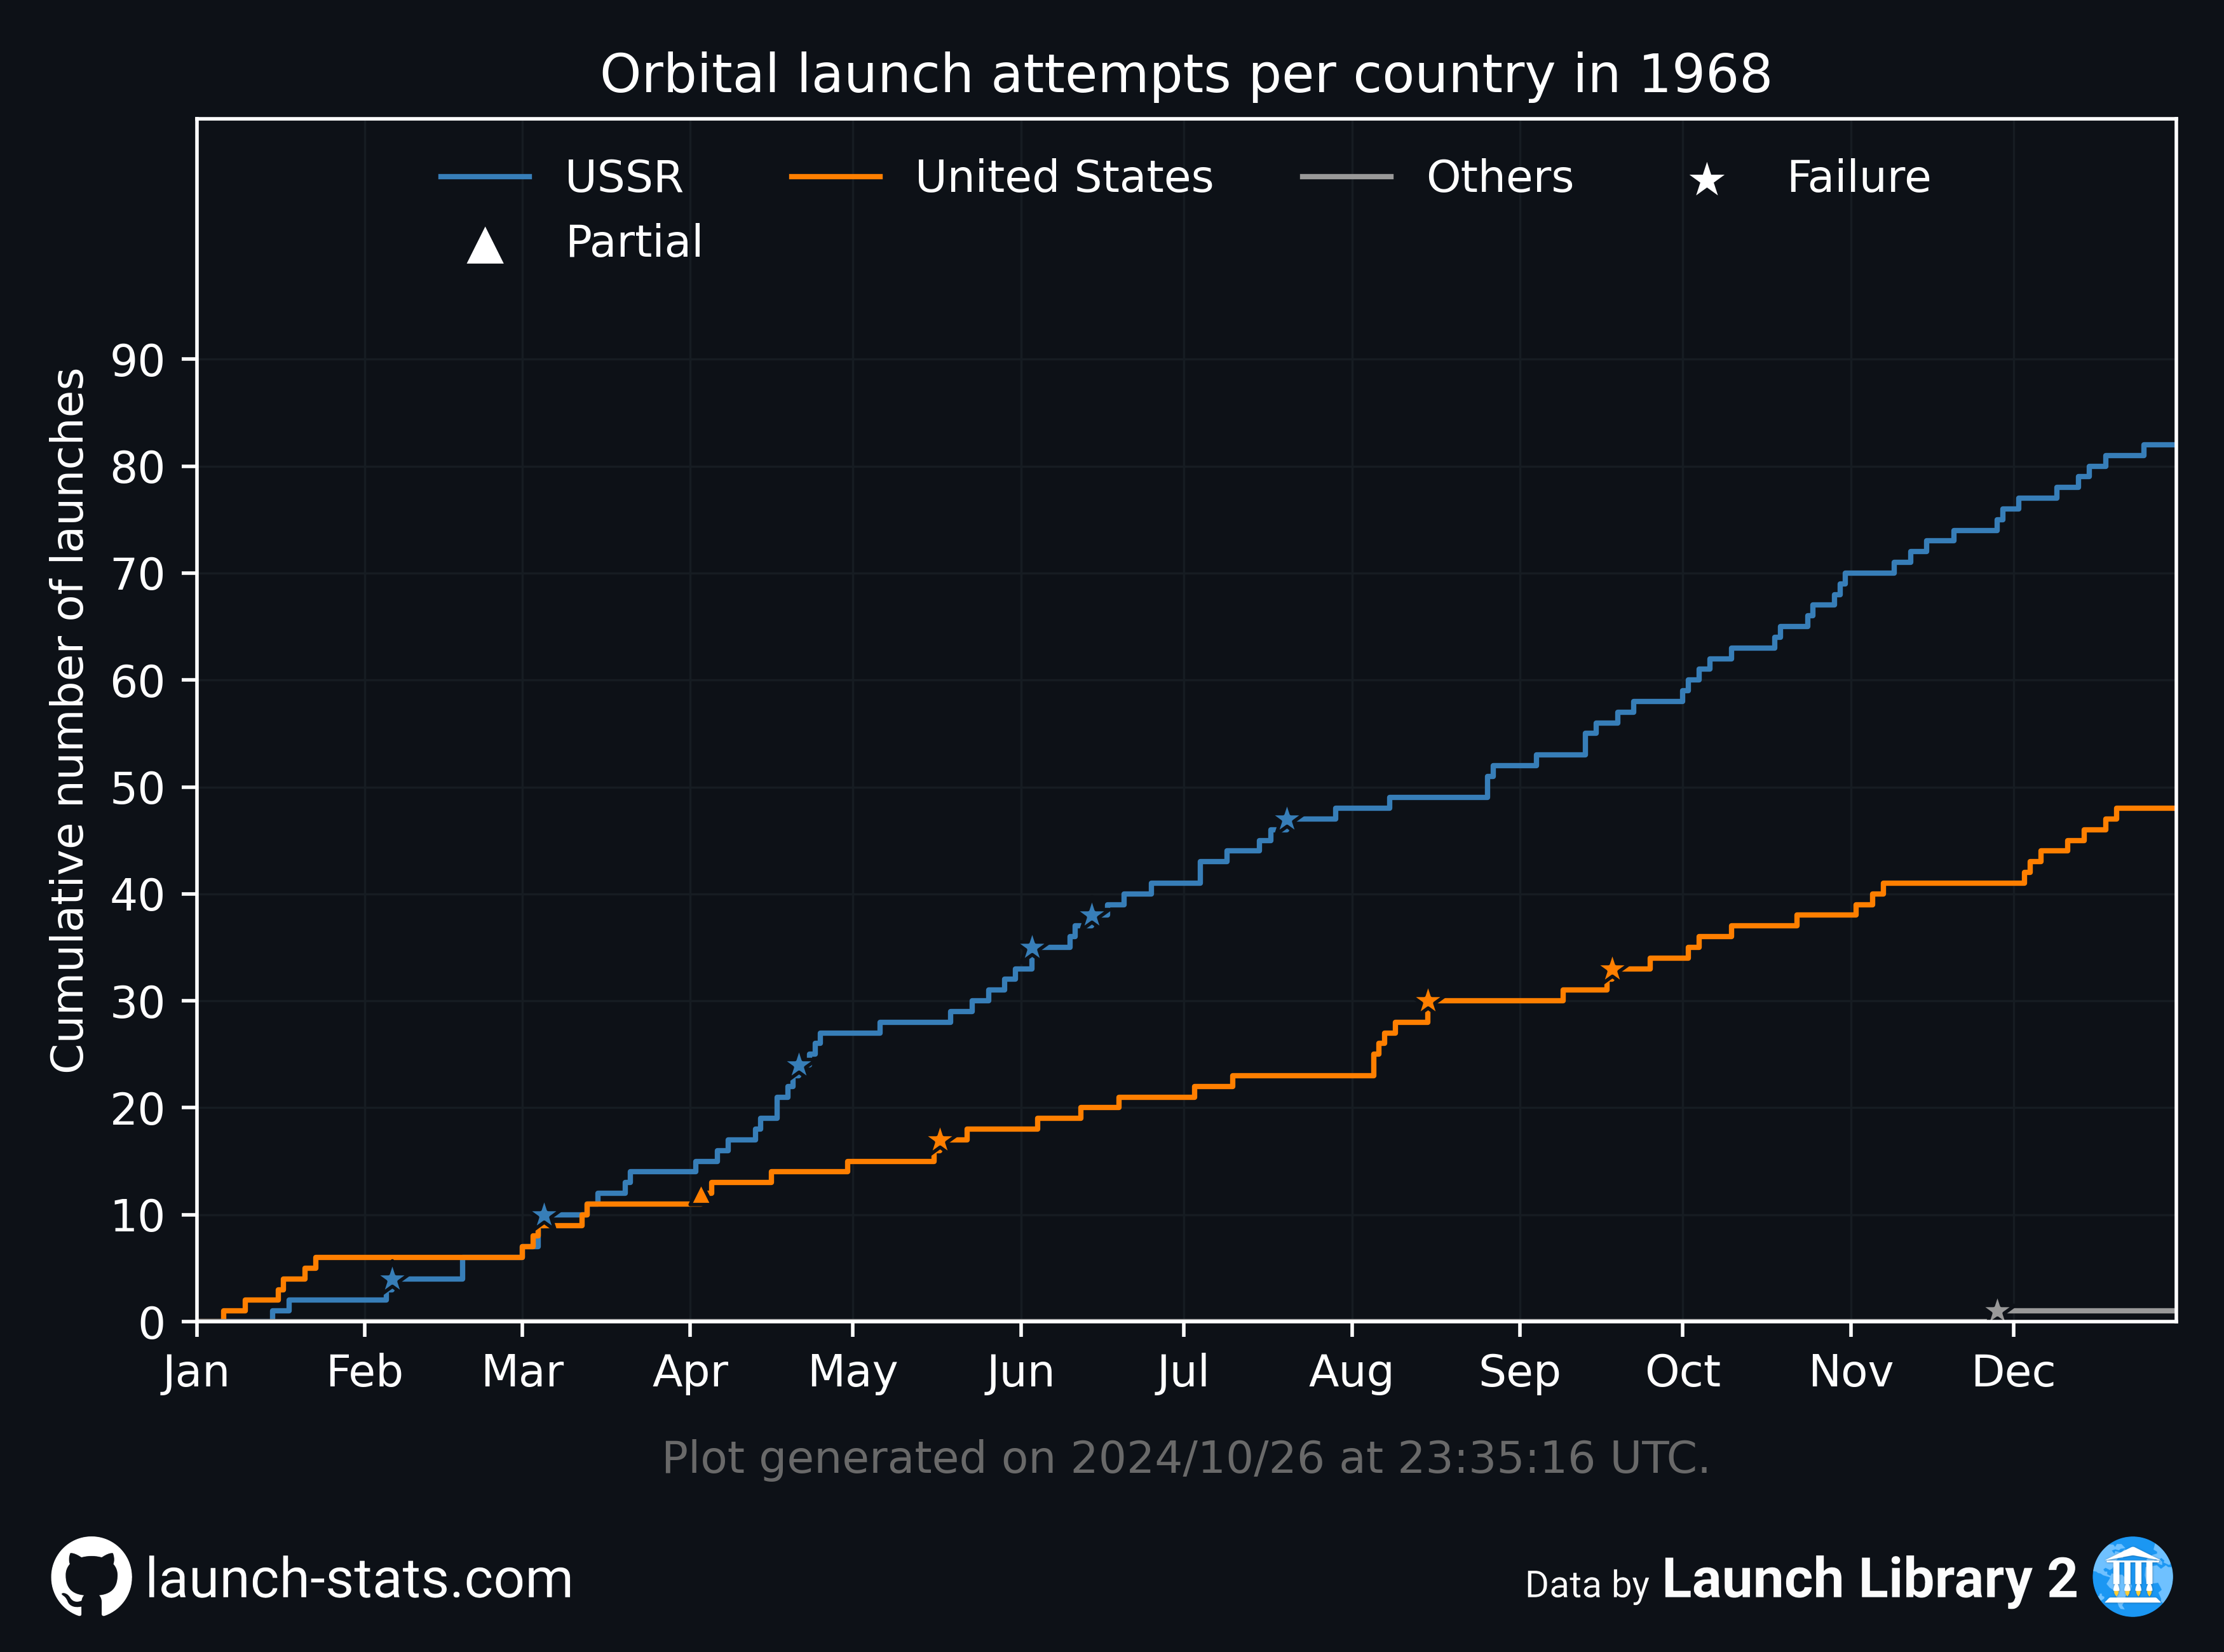 Orbital launch attempts per country in 1968
USSR United States Others Failure
Partial
Cumulative number of launches
90
80
70
60
50
40
30
20
10
0
Jan Feb Mar Apr May Jun Jul Aug Sep Oct Nov Dec
Plot generated on 2024/10/26 at 23:35:16 UTC.
launch-stats.com
Data by Launch Library 2